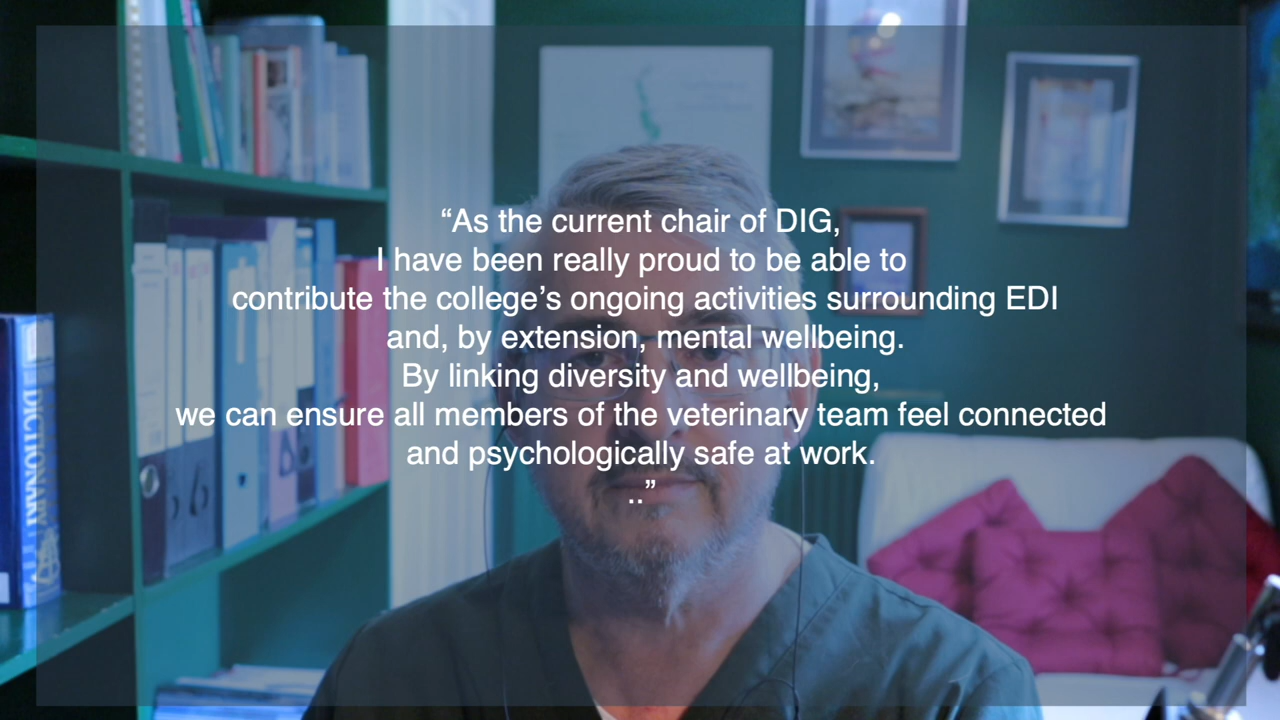 “As the current chair of DIG,
I have been really proud to be able to
contribute the college’s ongoing activities surrounding EDI
and, by extension, mental wellbeing.
By linking diversity and wellbeing,
we can ensure all members of the veterinary team feel connected
and psychologically safe at work.
..”
DICTIONARY